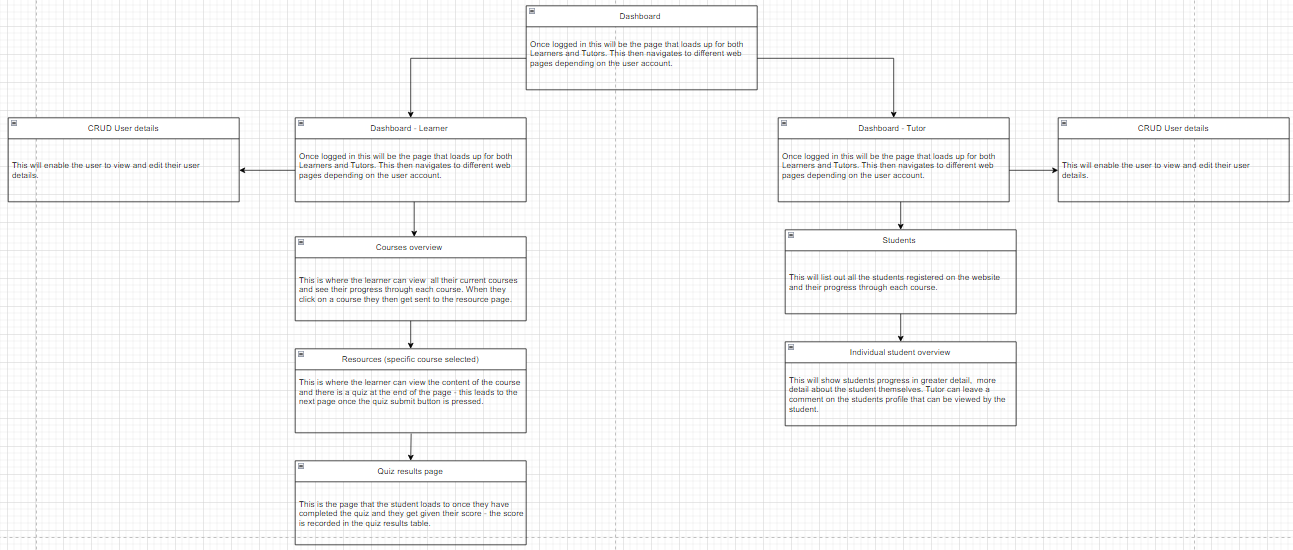 Dashboard
Once logged in this will be the page that loads up for both
Learners and Tutors. This then navigates to different web
pages depending on the user account.
CRUD User details
This will enable the user to view and edit their user
details.
Dashboard - Learner
Once logged in this will be the page that loads up for both
Learners and Tutors. This then navigates to different web
pages depending on the user account.
Dashboard - Tutor
Once logged in this will be the page that loads up for both
Learners and Tutors. This then navigates to different web
pages depending on the user account.
CRUD User details
This will enable the user to view and edit their user
details.
Courses overview
This is where the learner can view all their current courses
and see their progress through each course. When they
click on a course they then get sent to the resource page.
Students
This will list out all the students registered on the website
and their progress through each course.
Resources (specific course selected)
This is where the learner can view the content of the course
and there is a quiz at the end of the page - this leads to the
next page once the quiz submit button is pressed.
Individual student overview
This will show students progress in greater detail, more
detail about the student themselves. Tutor can leave a
comment on the students profile that can be viewed by the
student.
Quiz results page
This is the page that the student loads to once they have
completed the quiz and they get given their score - the score
is recorded in the quiz results table.